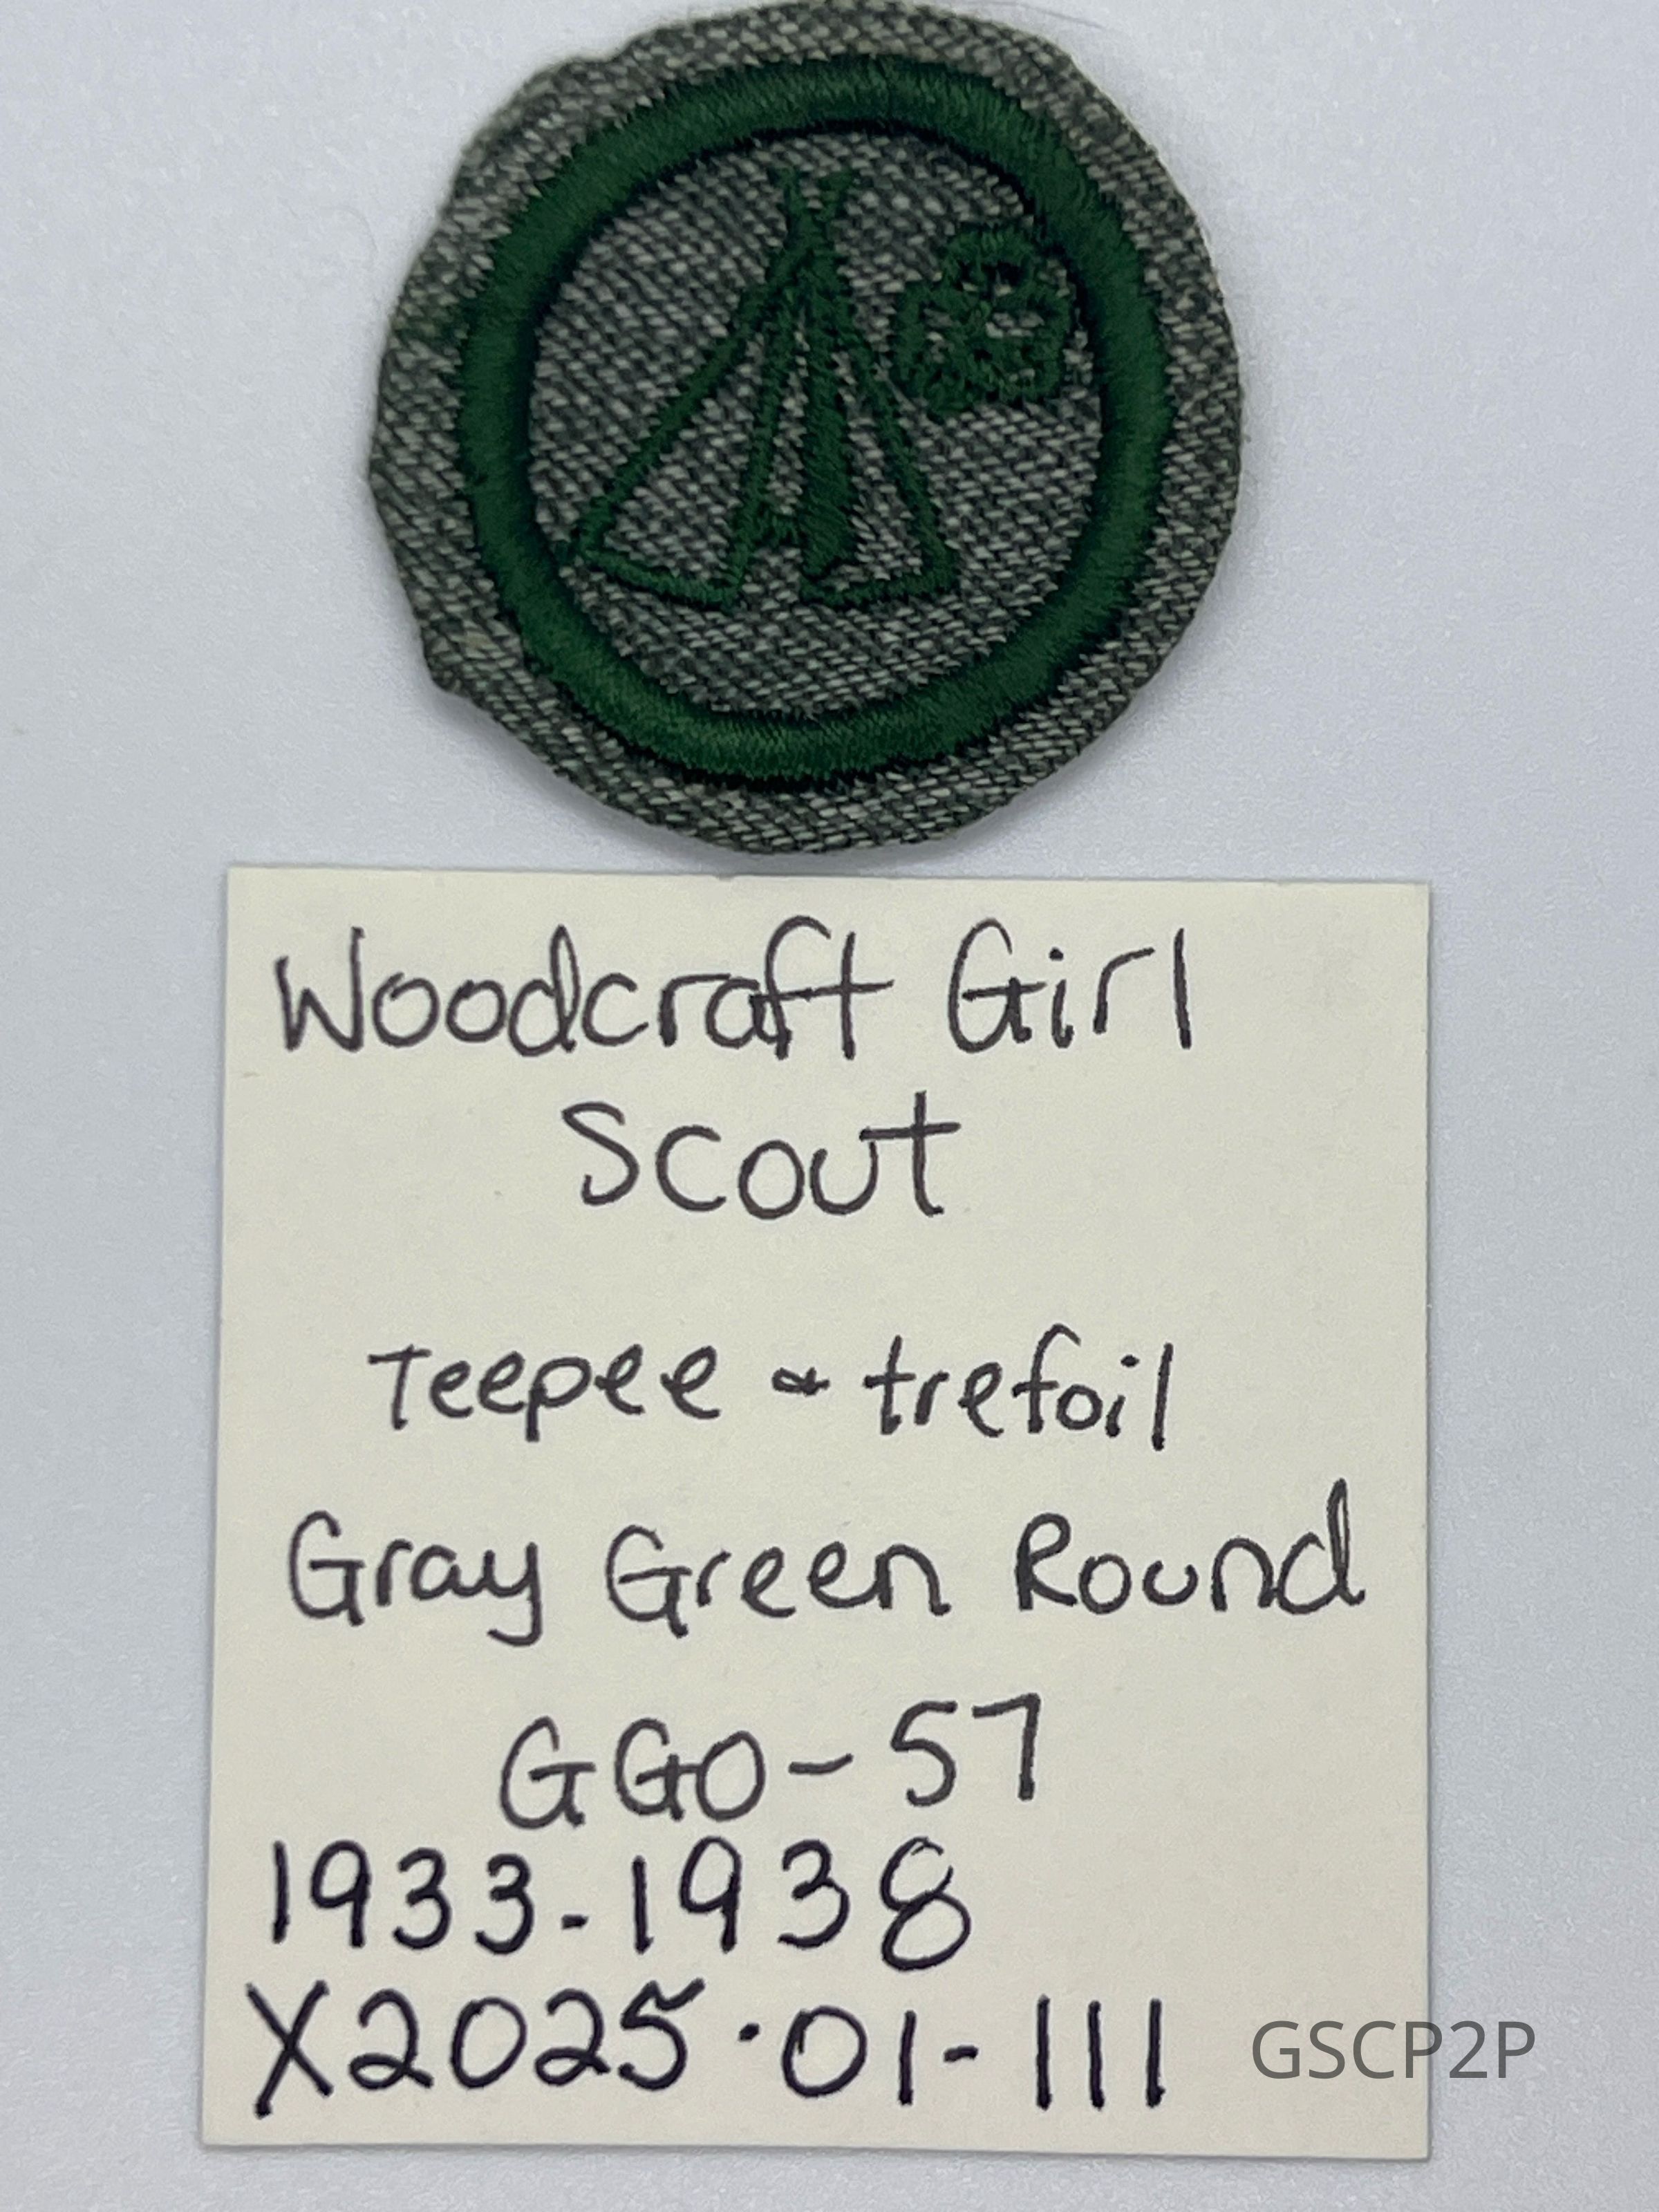 Woodcraft Girl
Scout
Teepee & trefoil
Gray Green Round
GGO-57
1933-1938
X2025.01-111
GSCP2P